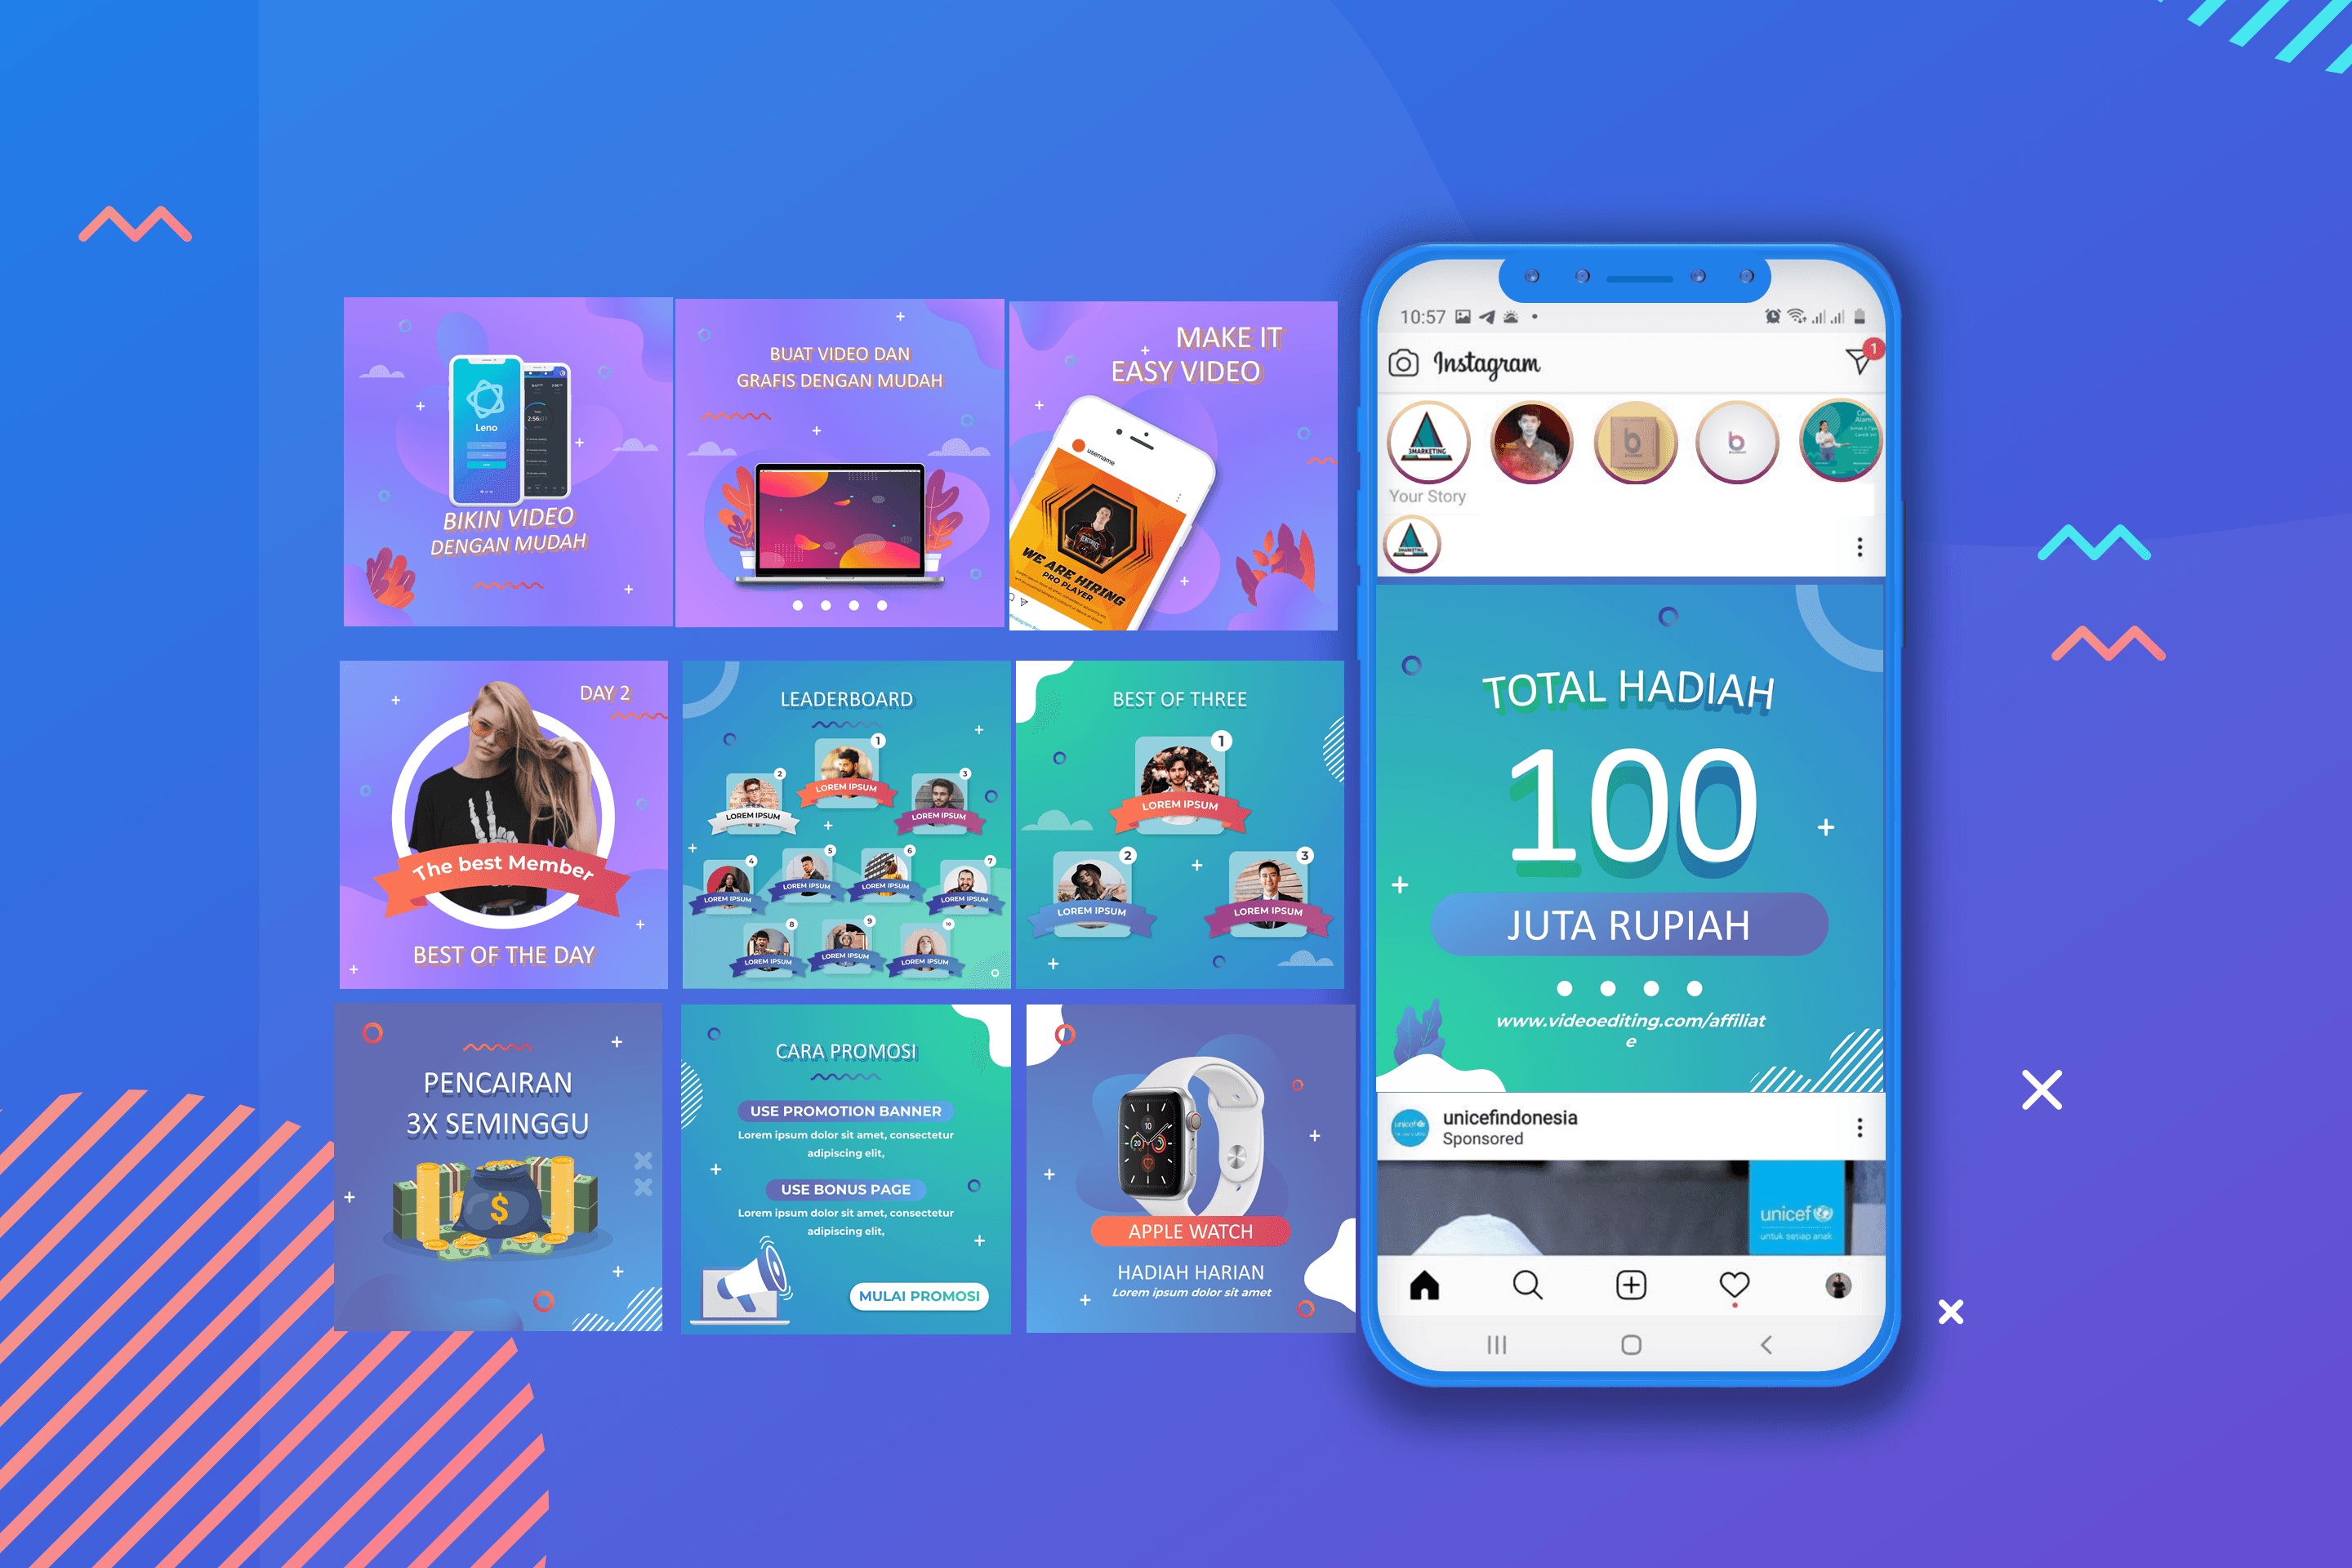 Leno
BIKIN VIDEO
DENGAN MUDAH
BUAT VIDEO DAN
GRAFIS DENGAN MUDAH
MAKE IT
EASY VIDEO
username
WE ARE HIRING
PRO PLAYER
DAY 2
The best Member
BEST OF THE DAY
LEADERBOARD
1
LOREM IPSUM
2
LOREM IPSUM
3
LOREM IPSUM
4
LOREM IPSUM
5
LOREM IPSUM
6
LOREM IPSUM
7
LOREM IPSUM
8
LOREM IPSUM
9
LOREM IPSUM
10
LOREM IPSUM
BEST OF THREE
1
LOREM IPSUM
2
LOREM IPSUM
3
LOREM IPSUM
PENCAIRAN
3X SEMINGGU
$
CARA PROMOSI
USE PROMOTION BANNER
Lorem ipsum dolor sit amet, consectetur
adipiscing elit,
USE BONUS PAGE
Lorem ipsum dolor sit amet, consectetur
adipiscing elit,
MULAI PROMOSI
APPLE WATCH
HADIAH HARIAN
Lorem ipsum dolor sit amet
10:57
Instagram
1
3MARKETING
Your Story
3MARKETING
TOTAL HADIAH
100
JUTA RUPIAH
www.videoediting.com/affiliat
e
unicefindonesia
Sponsored
unicef
unicef
untuk setiap anak